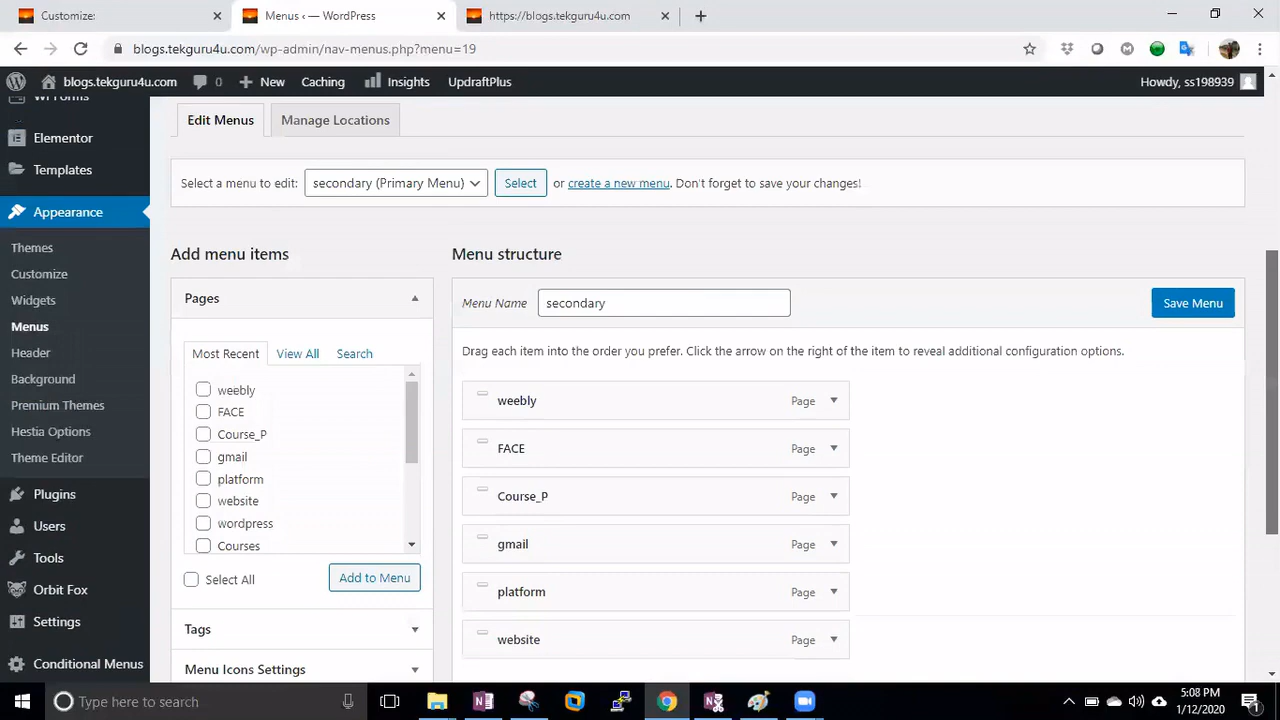 Customize:
Menus ‹ — WordPress
https://blogs.tekguru4u.com
blogs.tekguru4u.com/wp-admin/nav-menus.php?menu=19
blogs.tekguru4u.com 0 New Caching Insights UpdraftPlus Howdy, ss198939
WPForms
Elementor
Templates
Appearance
Themes
Customize
Widgets
Menus
Header
Background
Premium Themes
Hestia Options
Theme Editor
Plugins
Users
Tools
Orbit Fox
Settings
Conditional Menus
Edit Menus Manage Locations
Select a menu to edit: secondary (Primary Menu) Select or create a new menu. Don't forget to save your changes!
Add menu items
Pages
Most Recent View All Search
weebly
FACE
Course_P
gmail
platform
website
wordpress
Courses
Select All Add to Menu
Tags
Menu Icons Settings
Menu structure
Menu Name secondary Save Menu
Drag each item into the order you prefer. Click the arrow on the right of the item to reveal additional configuration options.
weebly Page
FACE Page
Course_P Page
gmail Page
platform Page
website Page
Type here to search
5:08 PM
1/12/2020
1